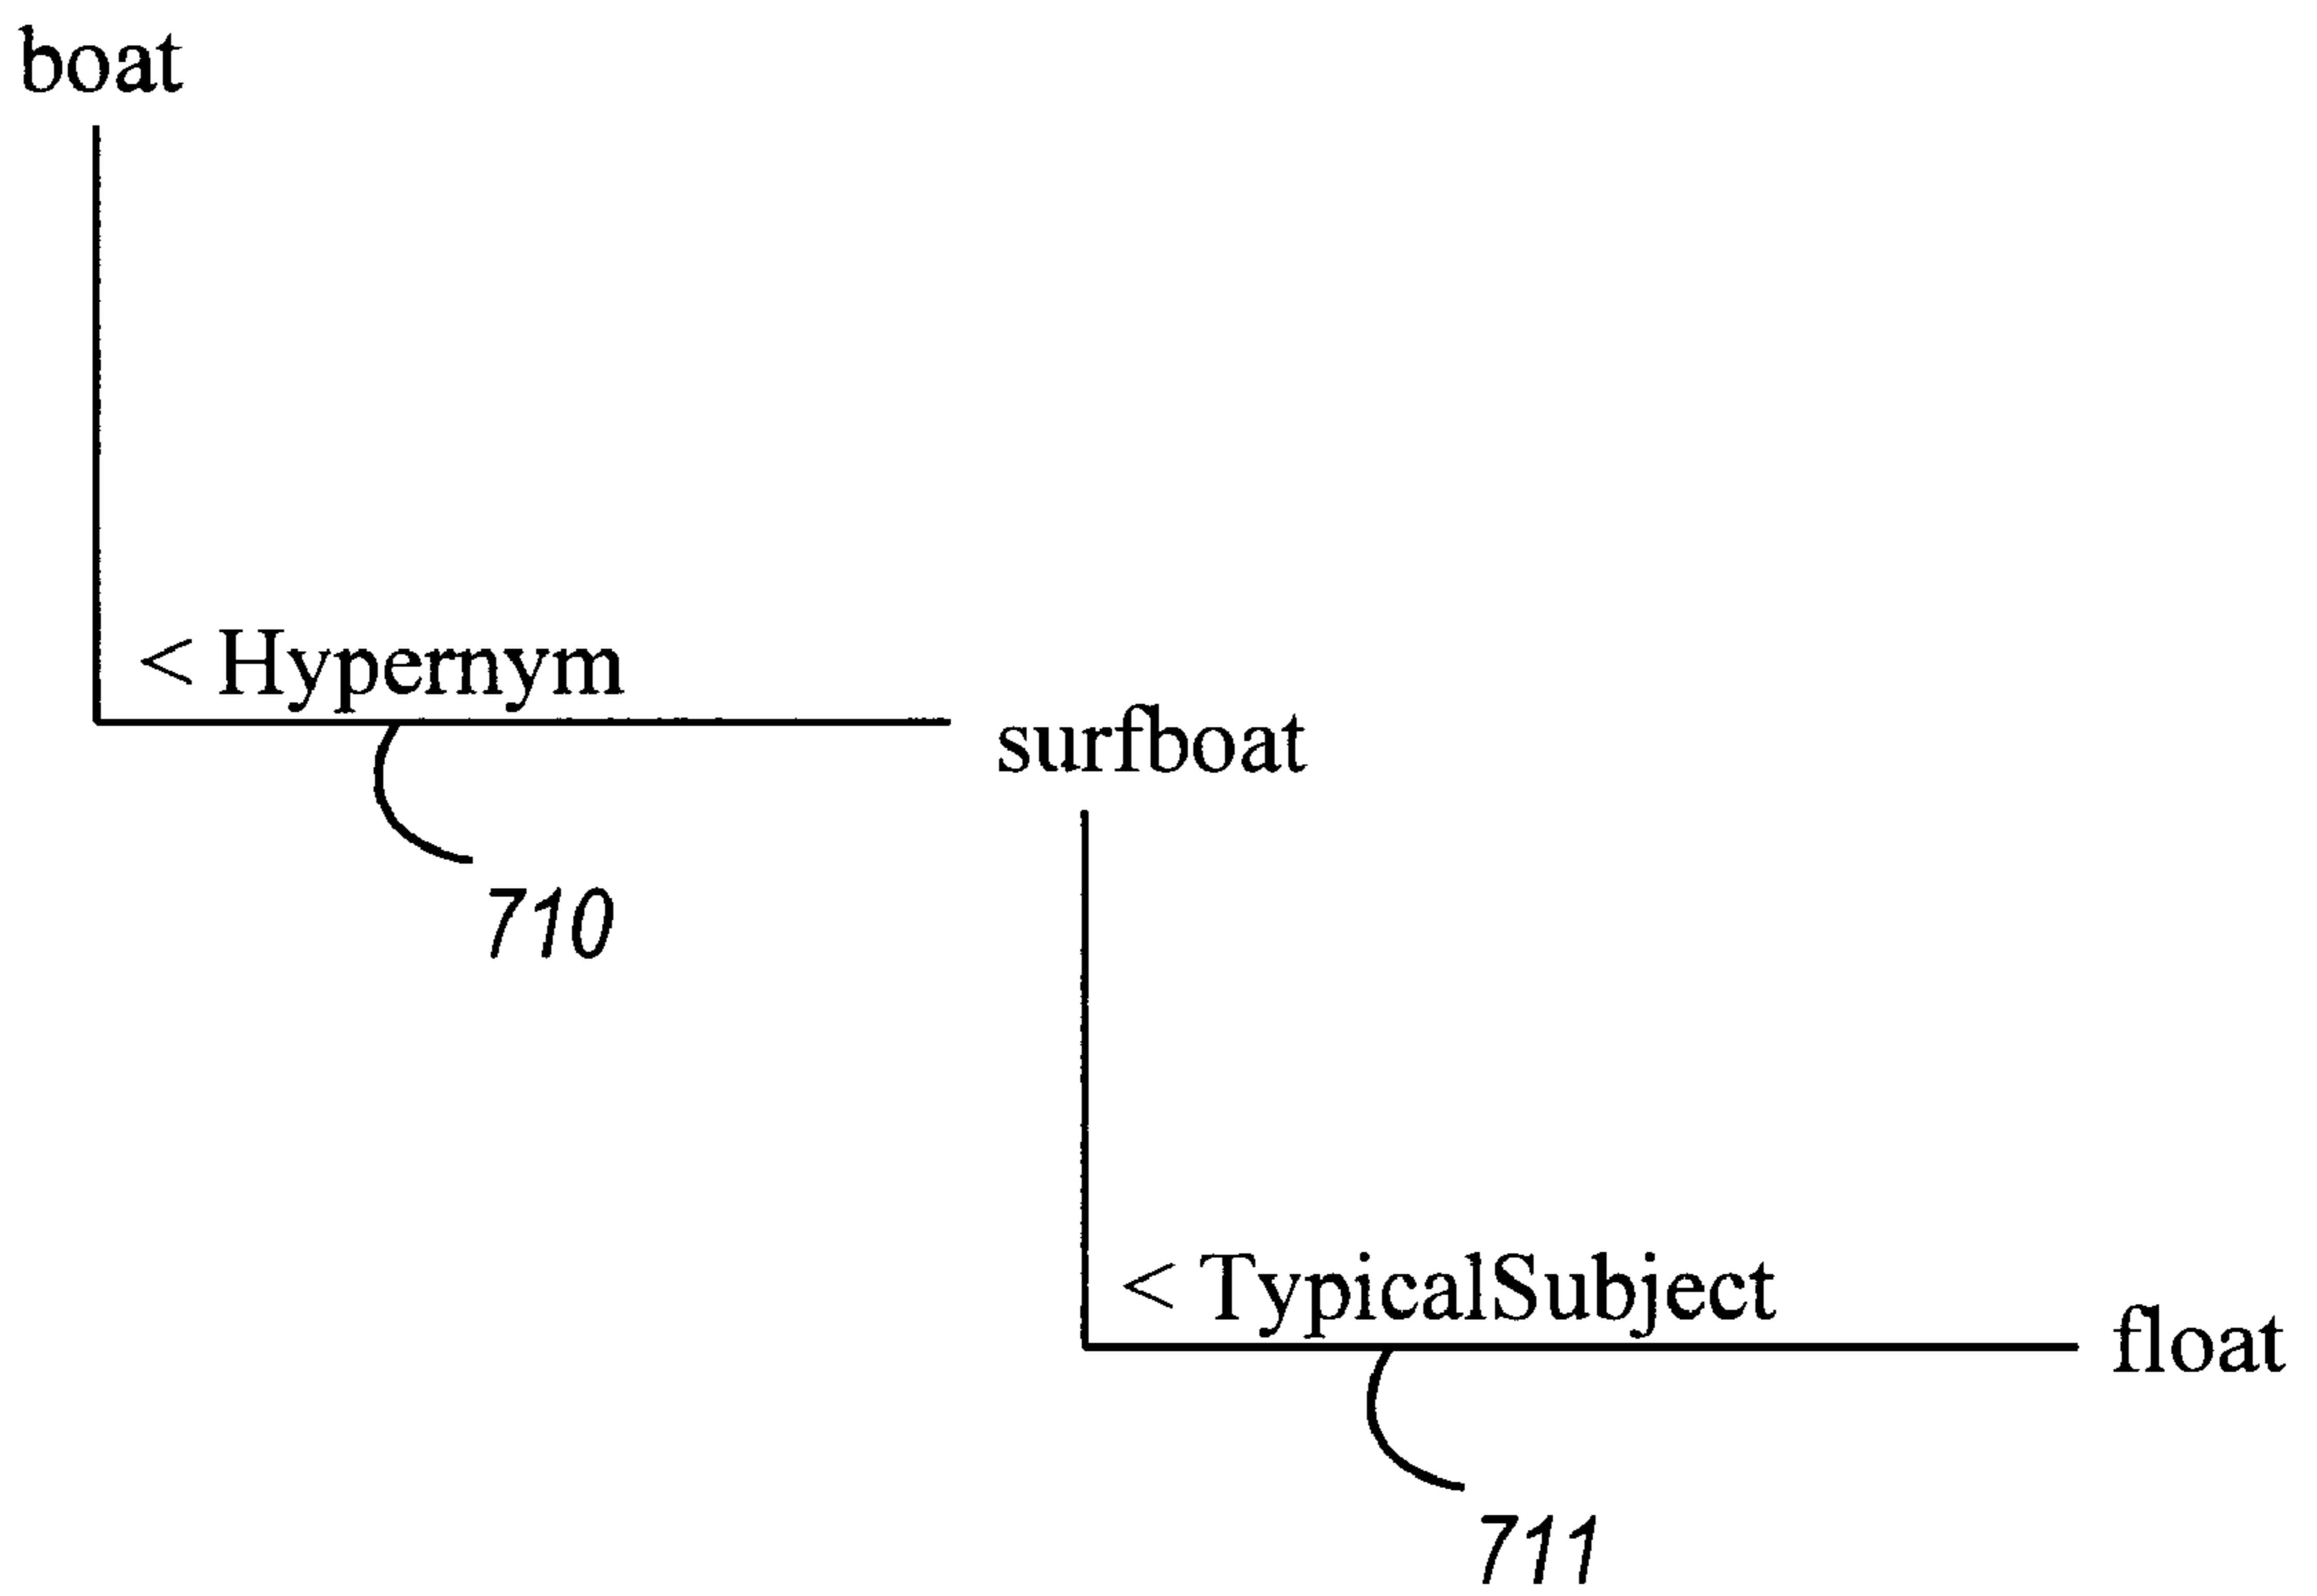 boat
< Hypernym
surfboat
710
< TypicalSubject
float
711